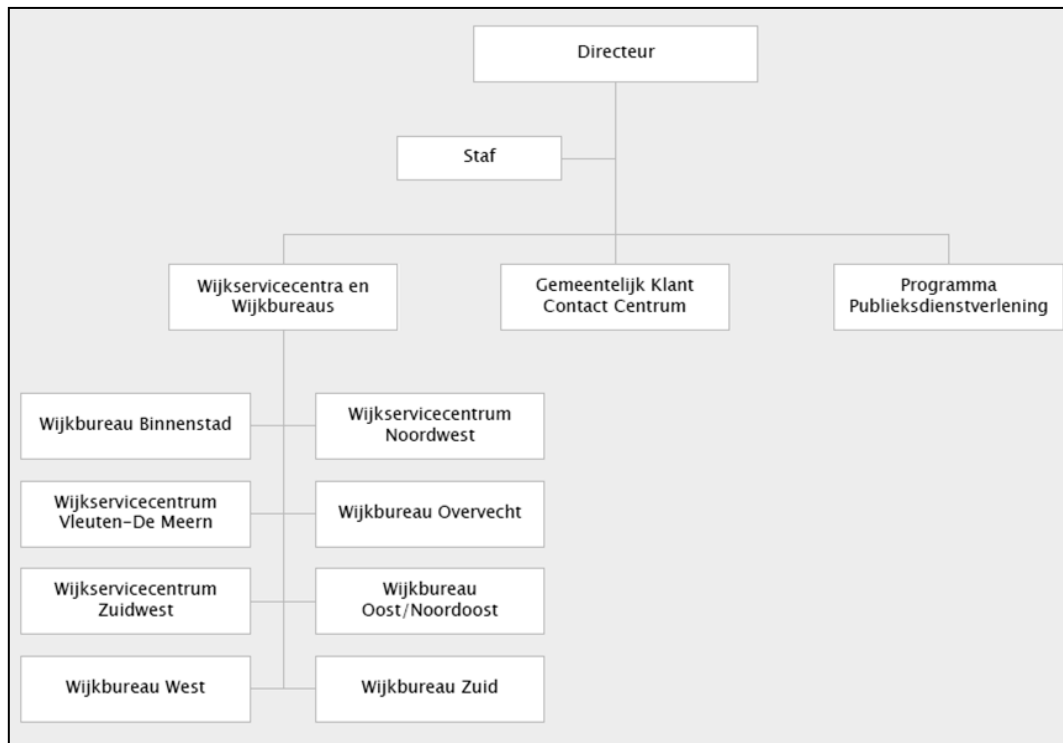 Directeur
Staf
Wijkservicecentra en
Wijkbureaus
Gemeentelijk Klant
Contact Centrum
Programma
Publieksdienstverlening
Wijkbureau Binnenstad
Wijkservicecentrum
Noordwest
Wijkservicecentrum
Vleuten-De Meern
Wijkbureau Overvecht
Wijkservicecentrum
Zuidwest
Wijkbureau
Oost/Noordoost
Wijkbureau West
Wijkbureau Zuid